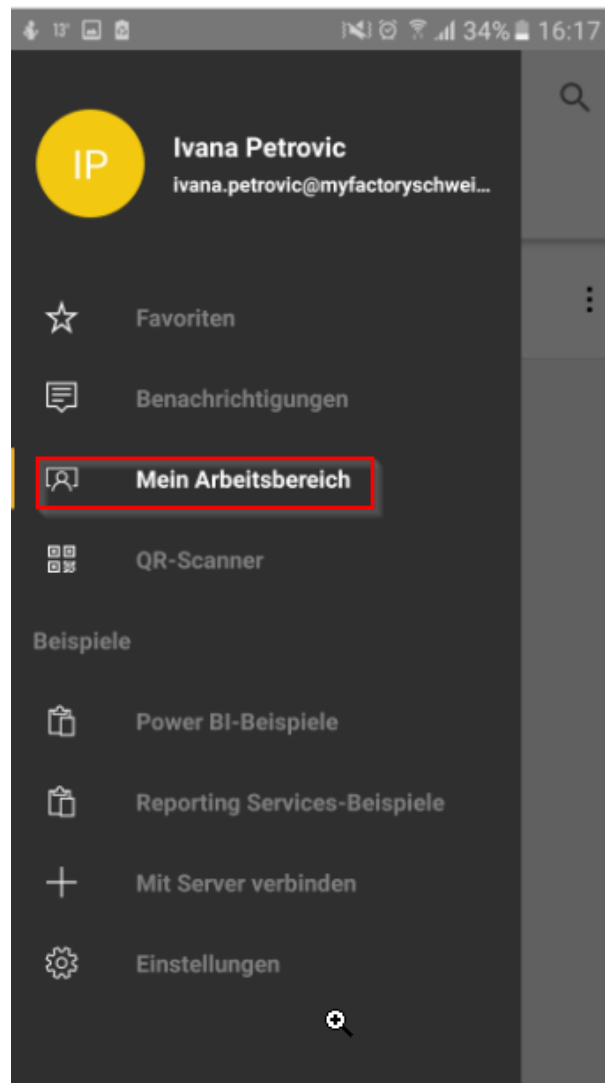 13°
34% 16:17
IP
Ivana Petrovic
ivana.petrovic@myfactoryschwei...
Favoriten
Benachrichtigungen
Mein Arbeitsbereich
QR-Scanner
Beispiele
Power BI-Beispiele
Reporting Services-Beispiele
Mit Server verbinden
Einstellungen